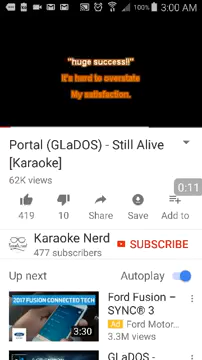 100% 3:00 AM
"huge success!!"
It's hard to overstate
My satisfaction.
Portal (GLaDOS) - Still Alive
[Karaoke]
62K views
0:11
419 10 Share Save Add to
Karaoke Nerd
477 subscribers
SUBSCRIBE
Up next Autoplay
2017 FUSION CONNECTED TECH
3:30
Ford Fusion –
SYNC® 3
Ad Ford Motor...
3.3M views
GLaDOS -